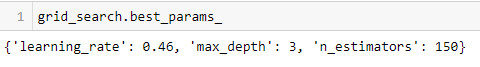 1 grid_search.best_params_
{'learning_rate': 0.46, 'max_depth': 3, 'n_estimators': 150}